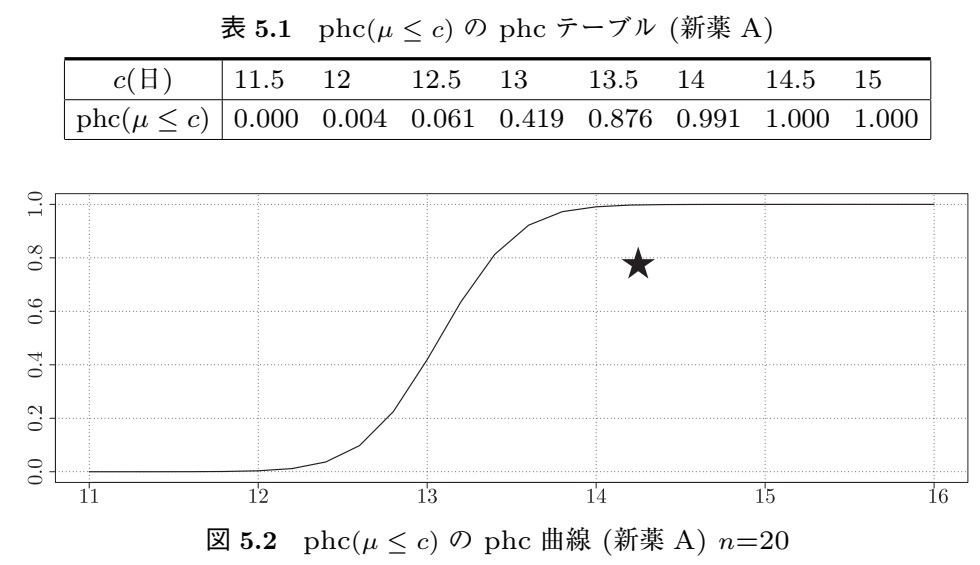 表 5.1 phc(μ ≤ c) の phc テーブル (新薬 A)
c(日) 11.5 12 12.5 13 13.5 14 14.5 15
phc(μ ≤ c) 0.000 0.004 0.061 0.419 0.876 0.991 1.000 1.000
1.0
0.8
0.6
0.4
0.2
0.0
11 12 13 14 15 16
図 5.2 phc(μ ≤ c) の phc 曲線 (新薬 A) n=20